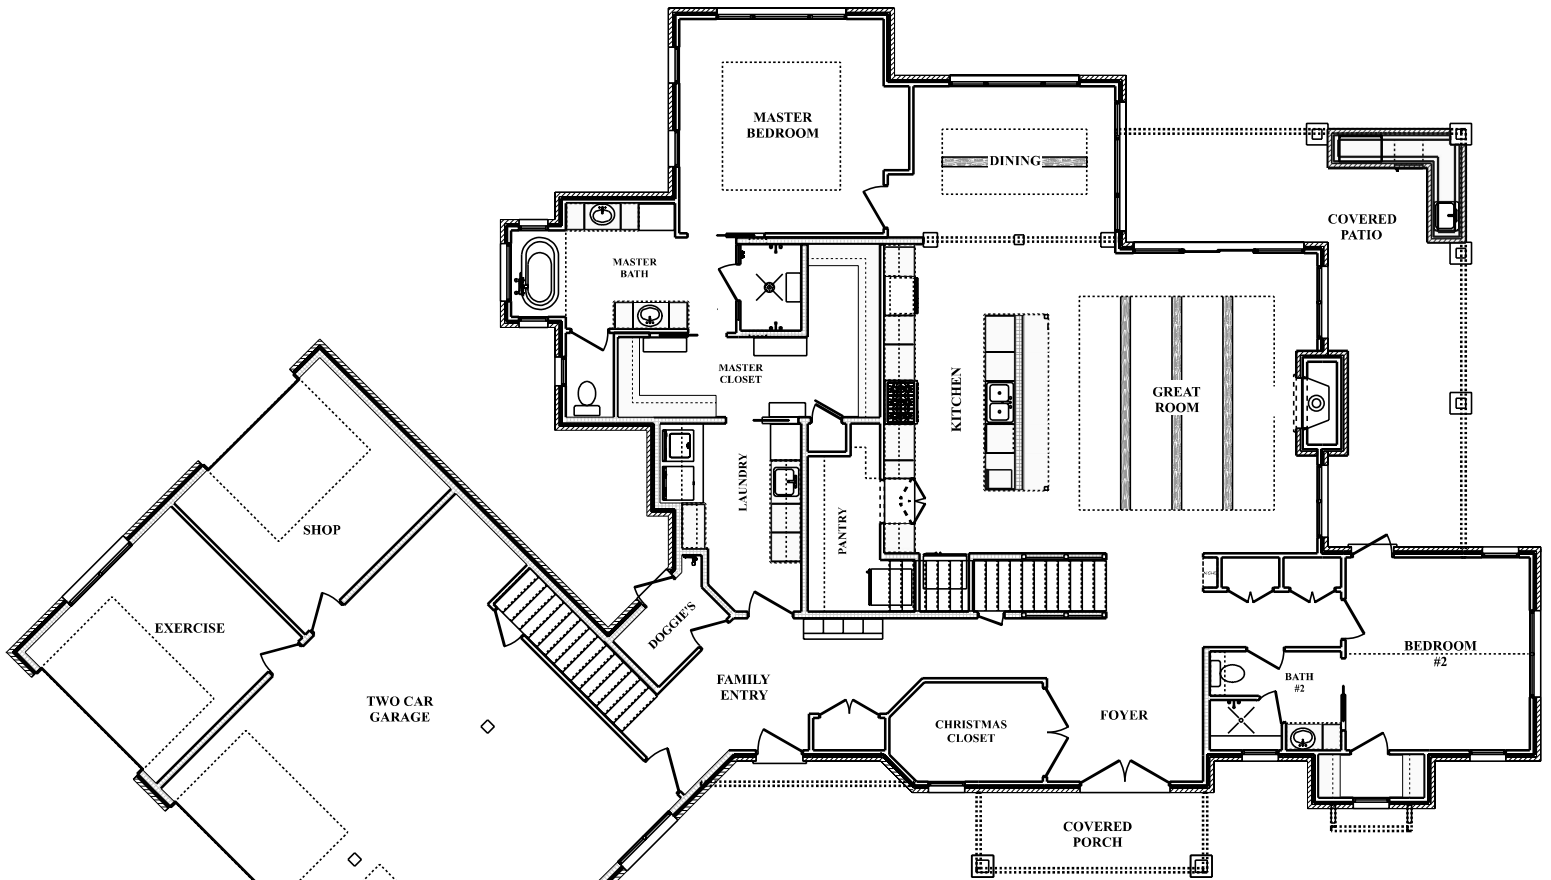 MASTER
BEDROOM
DINING
COVERED
PATIO
MASTER
BATH
MASTER
CLOSET
KITCHEN
GREAT
ROOM
LAUNDRY
PANTRY
SHOP
EXERCISE
DOGGIE'S
TWO CAR
GARAGE
FAMILY
ENTRY
CHRISTMAS
CLOSET
FOYER
BATH
#2
BEDROOM
#2
COVERED
PORCH